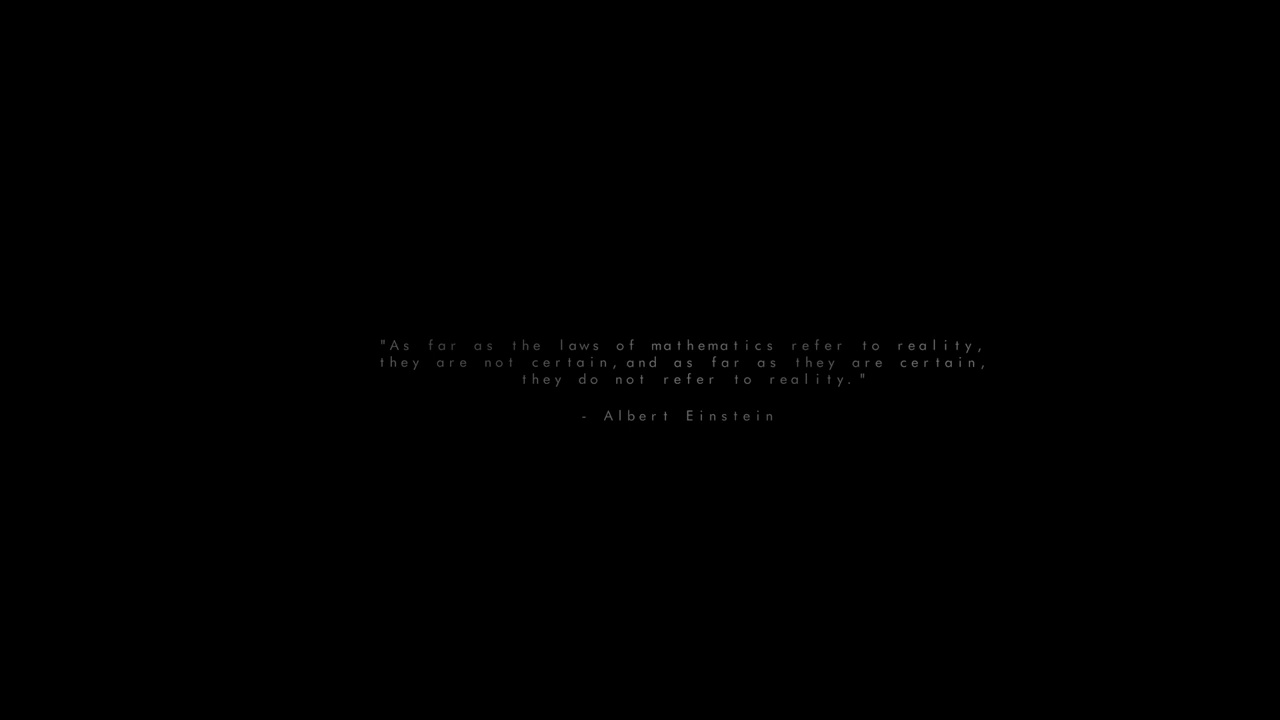 "As far as the laws of mathematics refer to reality,
they are not certain,and as far as they are certain,
they do not refer to reality."
- Albert Einstein